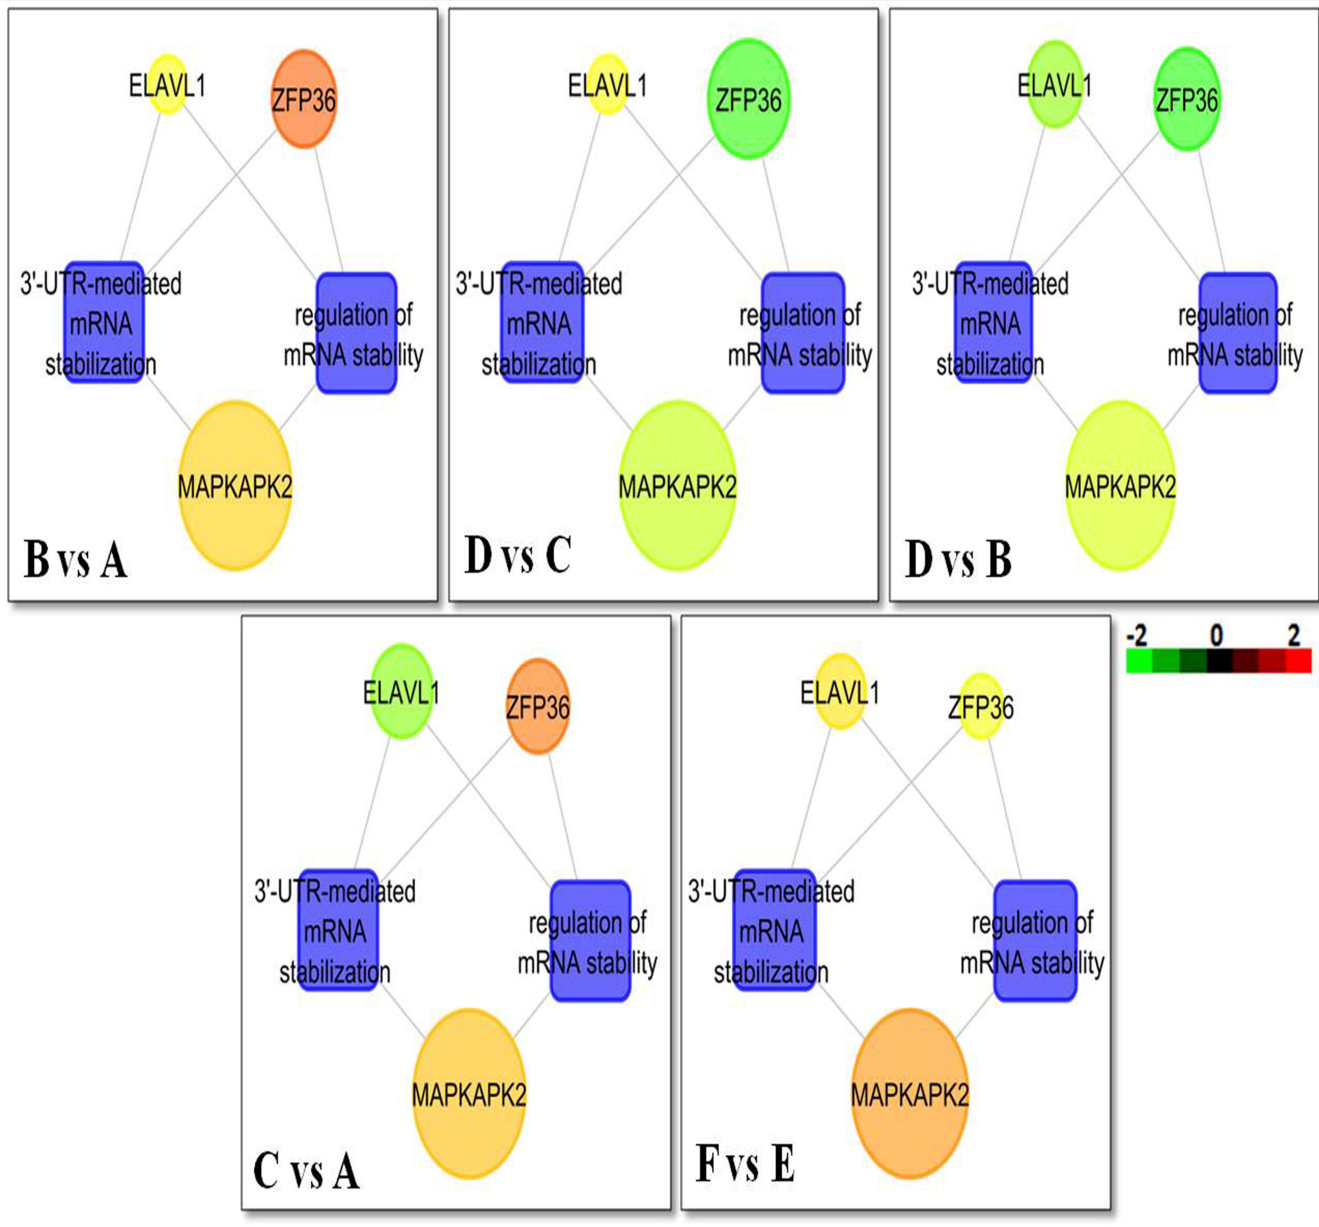 ELAVL1
ZFP36
3'-UTR-mediated
mRNA
stabilization
regulation of
mRNA stability
MAPKAPK2
B vs A
ELAVL1
ZFP36
3'-UTR-mediated
mRNA
stabilization
regulation of
mRNA stability
MAPKAPK2
D vs C
ELAVL1
ZFP36
3'-UTR-mediated
mRNA
stabilization
regulation of
mRNA stability
MAPKAPK2
D vs B
-2 0 2
ELAVL1
ZFP36
3'-UTR-mediated
mRNA
stabilization
regulation of
mRNA stability
MAPKAPK2
C vs A
ELAVL1
ZFP36
3'-UTR-mediated
mRNA
stabilization
regulation of
mRNA stability
MAPKAPK2
F vs E